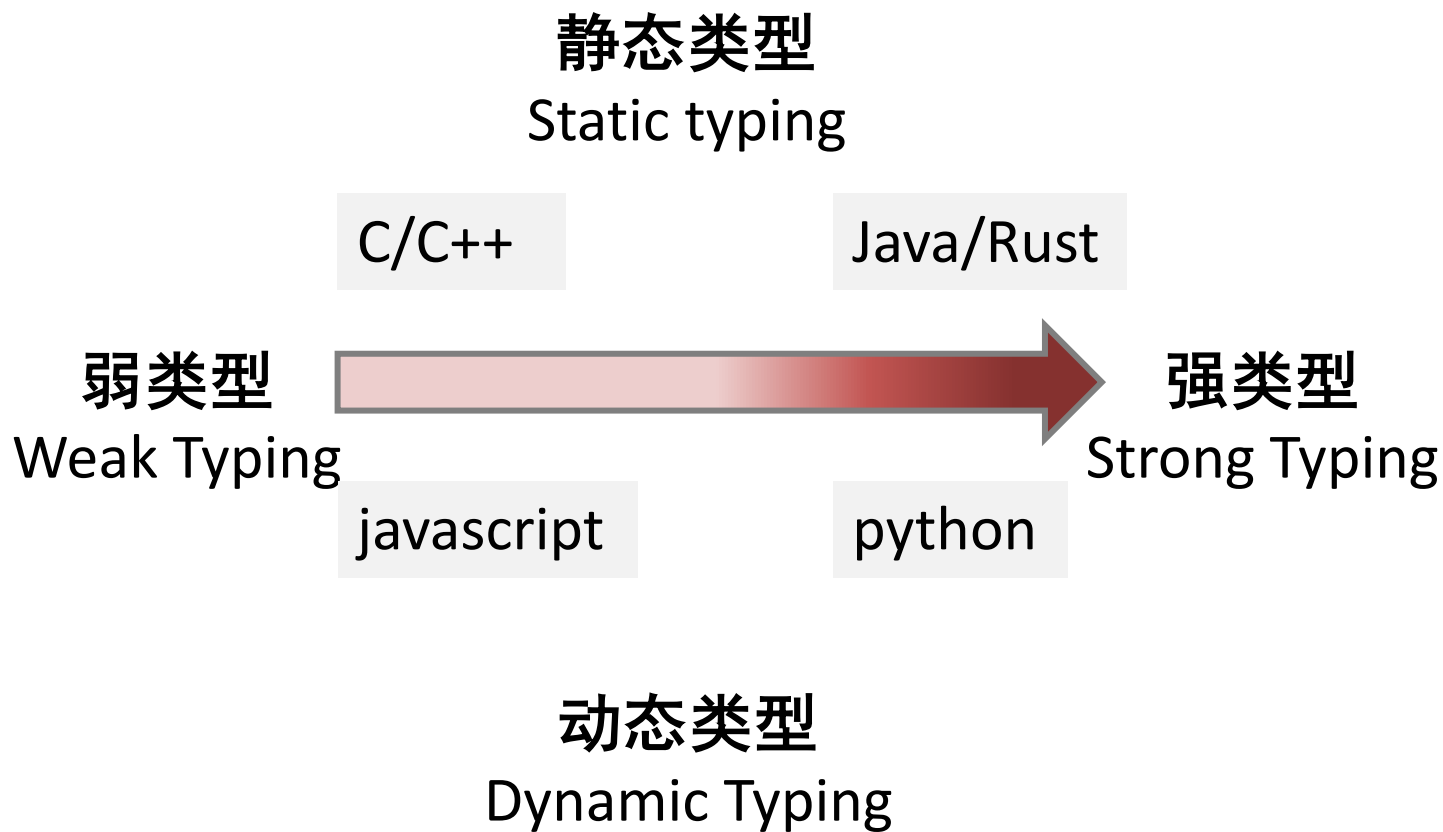 静态类型
Static typing
C/C++
Java/Rust
弱类型
Weak Typing
强类型
Strong Typing
javascript
python
动态类型
Dynamic Typing